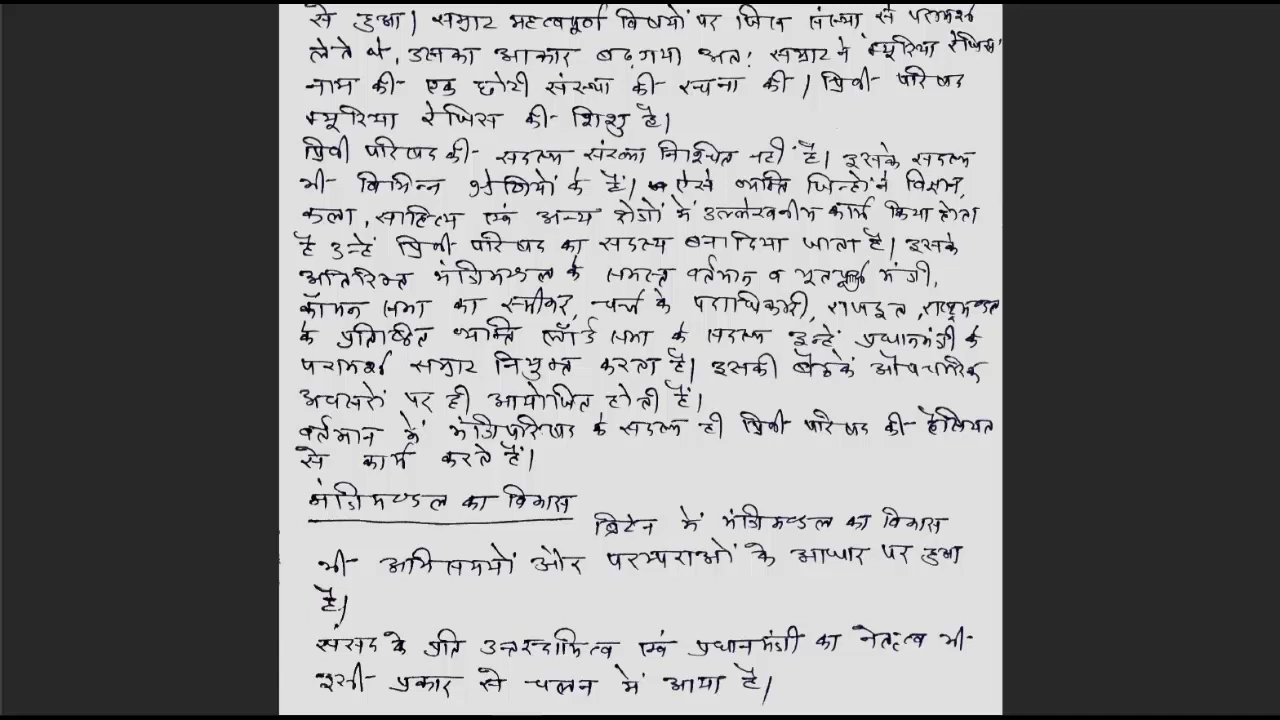 से हुआ। सम्राट महत्वपूर्ण विषयों पर जिस संस्था से परामर्श
लेते थे, उसका आकार बढ़ गया अत: सम्राट ने क्यूरिया रेजिस
नाम की एक छोटी संस्था की रचना की। प्रिवी परिषद
क्यूरिया रेजिस की शिशु है।
प्रिवी परिषद की सदस्य संख्या निश्चित नहीं है। इसके सदस्य
भी विभिन्न श्रेणियों के हैं। ऐसे व्यक्ति जिन्होंने विज्ञान,
कला, साहित्य एवं अन्य क्षेत्रों में उल्लेखनीय कार्य किया होता
है उन्हें प्रिवी परिषद का सदस्य बना दिया जाता है। इसके
अतिरिक्त मंत्रिमण्डल के समस्त वर्तमान व भूतपूर्व मंत्री,
कॉमन सभा का स्पीकर, चर्च के पदाधिकारी, राजदूत, राष्ट्रमण्डल
के प्रतिष्ठित व्यक्ति लॉर्ड सभा के सदस्य इन्हें प्रधानमंत्री के
परामर्श सम्राट नियुक्त करता है। इसकी बैठकें औपचारिक
अवसरों पर ही आयोजित होती हैं।
वर्तमान में मंत्रिपरिषद के सदस्य ही प्रिवी परिषद की हैसियत
से कार्य करते हैं।
मंत्रिमण्डल का विकास
ब्रिटेन में मंत्रिमण्डल का विकास
भी अभिसमयों और परम्पराओं के आधार पर हुआ
है।
संसद के प्रति उत्तरदायित्व एवं प्रधानमंत्री का नेतृत्व भी
इसी प्रकार से चलन में आया है।